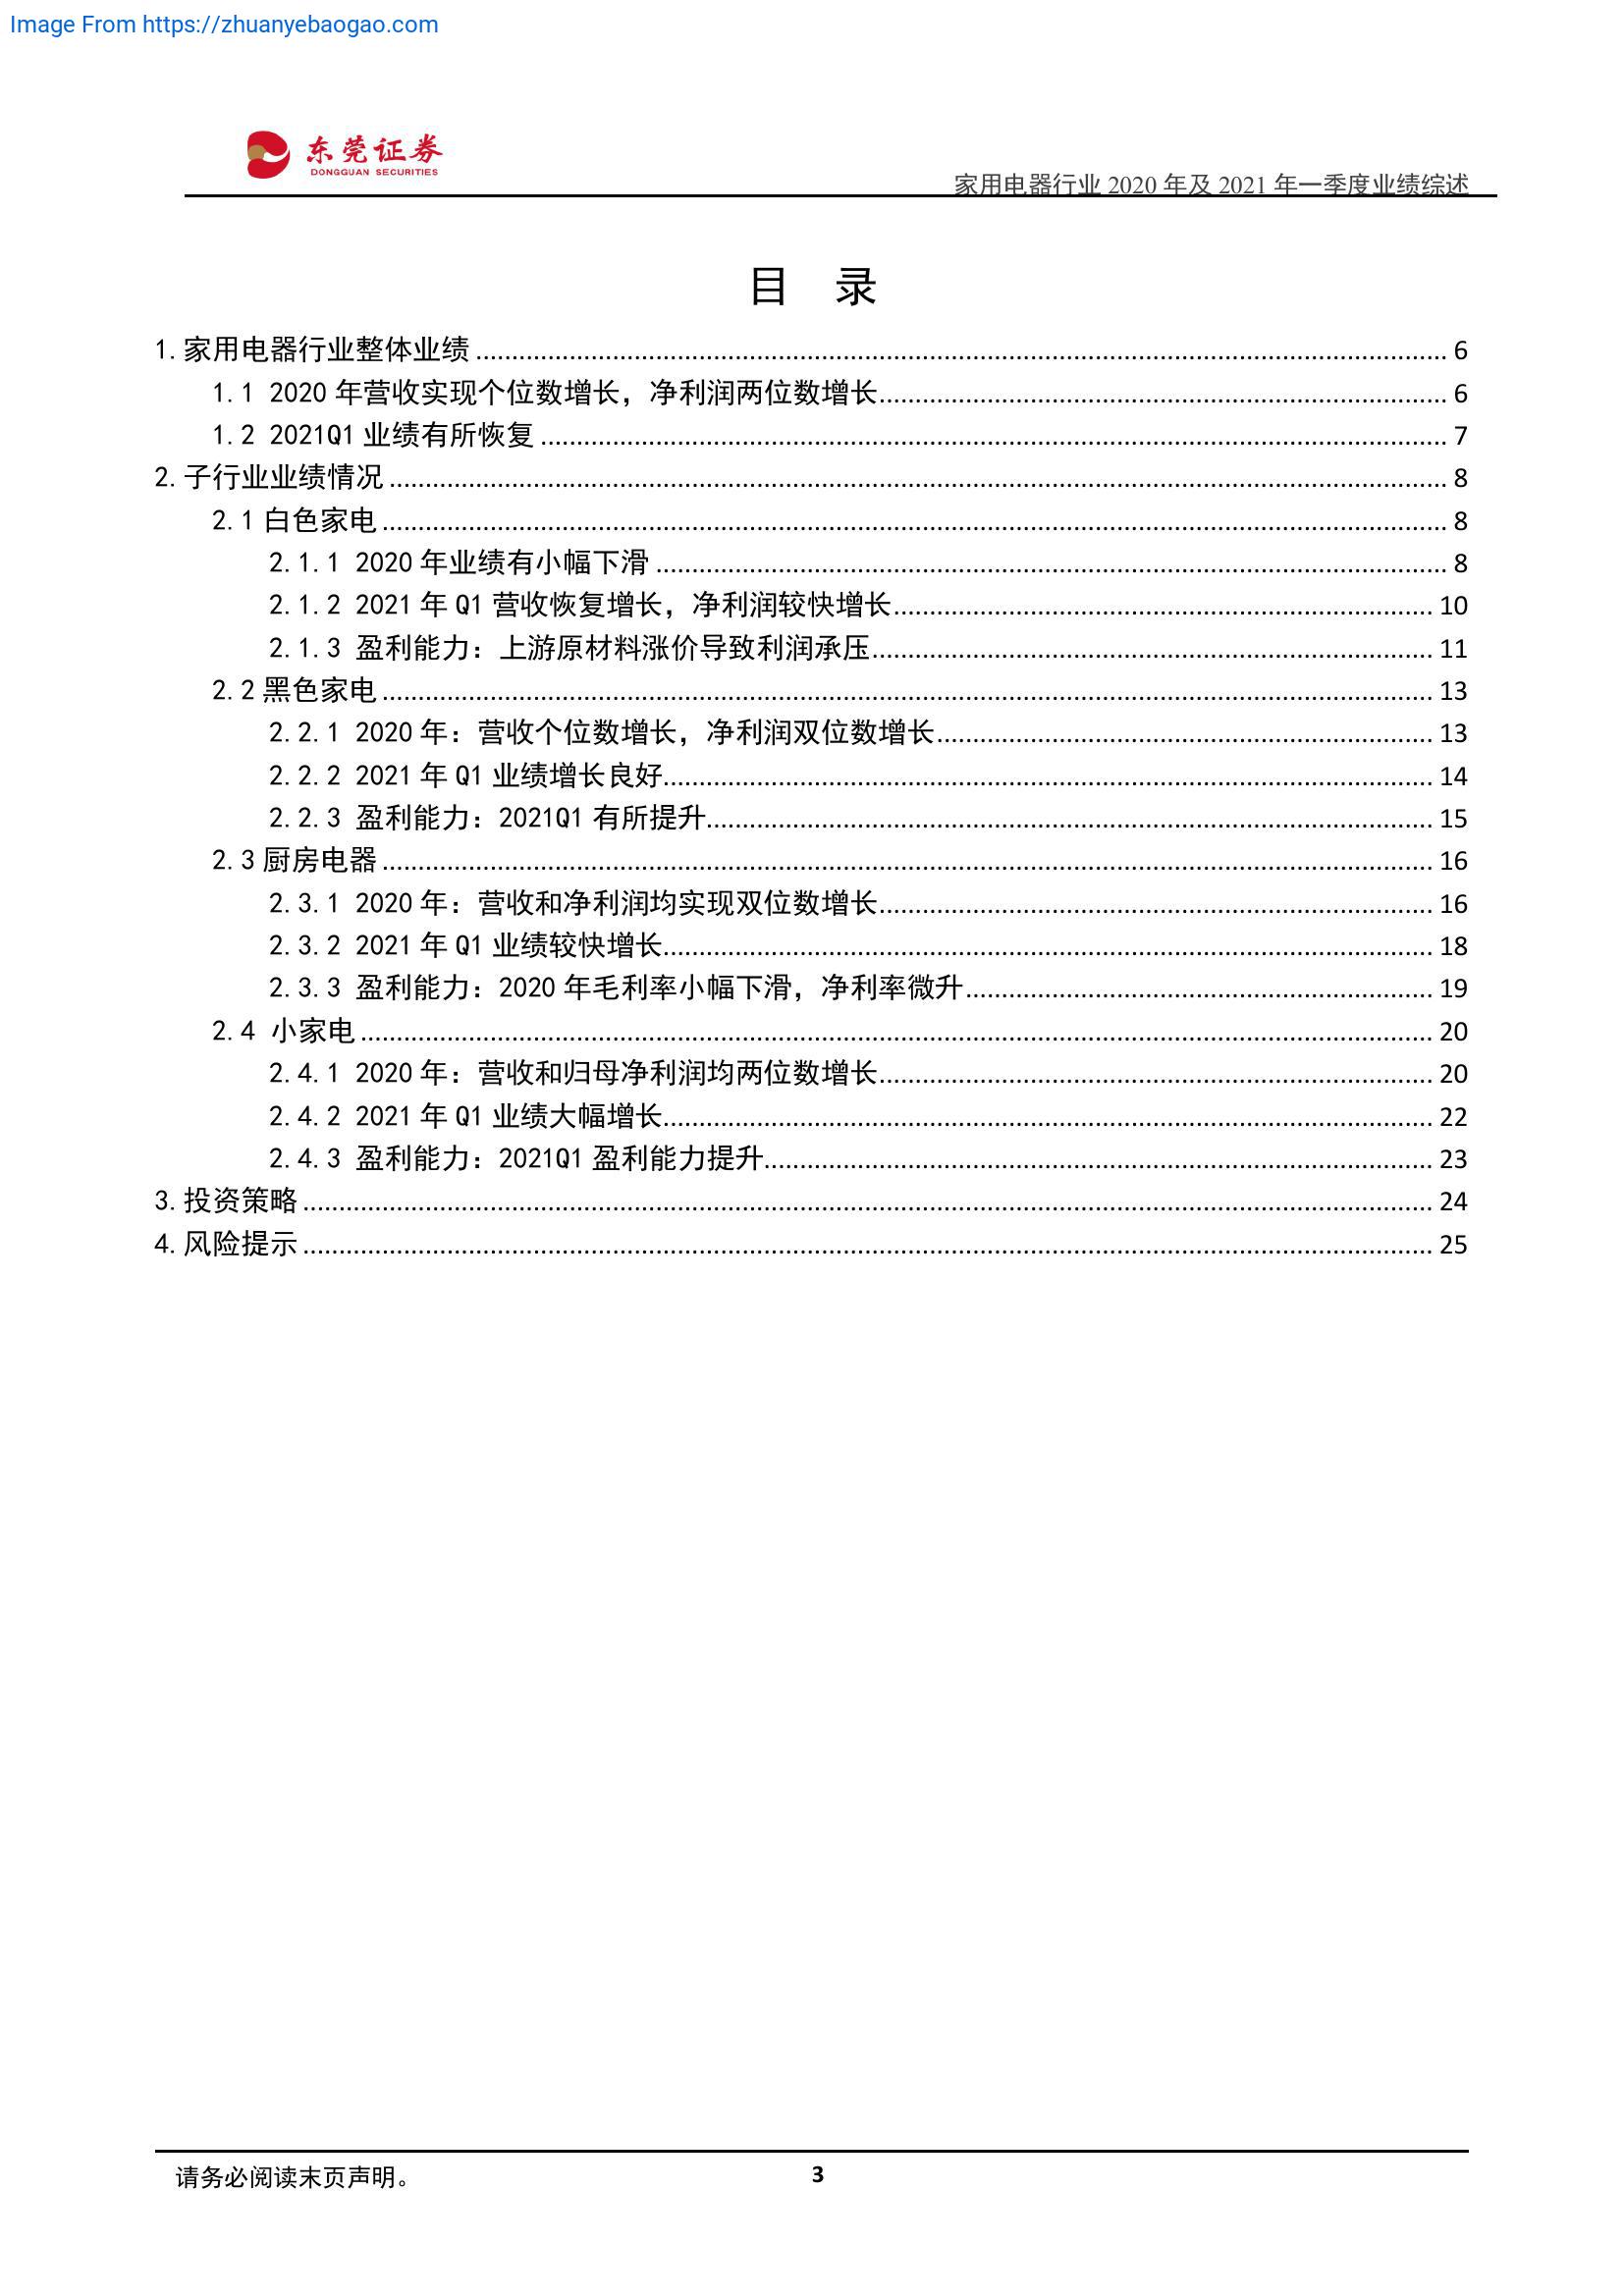 Image From https://zhuanyebaogao.com
东莞证券
DONGGUAN SECURITIES
家用电器行业 2020 年及 2021 年一季度业绩综述
目 录
1.家用电器行业整体业绩 6
1.1 2020 年营收实现个位数增长，净利润两位数增长 6
1.2 2021Q1 业绩有所恢复 7
2.子行业业绩情况 8
2.1 白色家电 8
2.1.1 2020 年业绩有小幅下滑 8
2.1.2 2021 年 Q1 营收恢复增长，净利润较快增长 10
2.1.3 盈利能力：上游原材料涨价导致利润承压 11
2.2 黑色家电 13
2.2.1 2020 年：营收个位数增长，净利润双位数增长 13
2.2.2 2021 年 Q1 业绩增长良好 14
2.2.3 盈利能力：2021Q1 有所提升 15
2.3 厨房电器 16
2.3.1 2020 年：营收和净利润均实现双位数增长 16
2.3.2 2021 年 Q1 业绩较快增长 18
2.3.3 盈利能力：2020 年毛利率小幅下滑，净利率微升 19
2.4 小家电 20
2.4.1 2020 年：营收和归母净利润均两位数增长 20
2.4.2 2021 年 Q1 业绩大幅增长 22
2.4.3 盈利能力：2021Q1 盈利能力提升 23
3.投资策略 24
4.风险提示 25
请务必阅读末页声明。
3